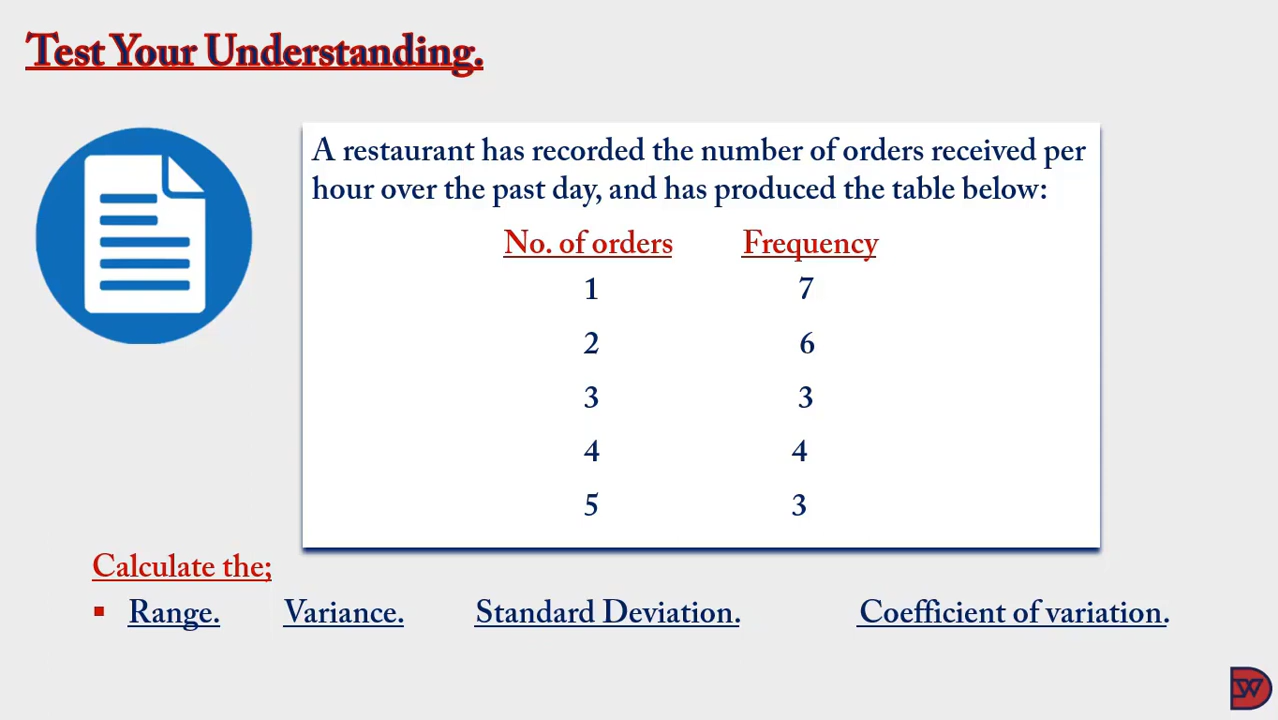 Test Your Understanding.
A restaurant has recorded the number of orders received per
hour over the past day, and has produced the table below:
No. of orders Frequency
1 7
2 6
3 3
4 4
5 3
Calculate the;
▪ Range. Variance. Standard Deviation. Coefficient of variation.
DW